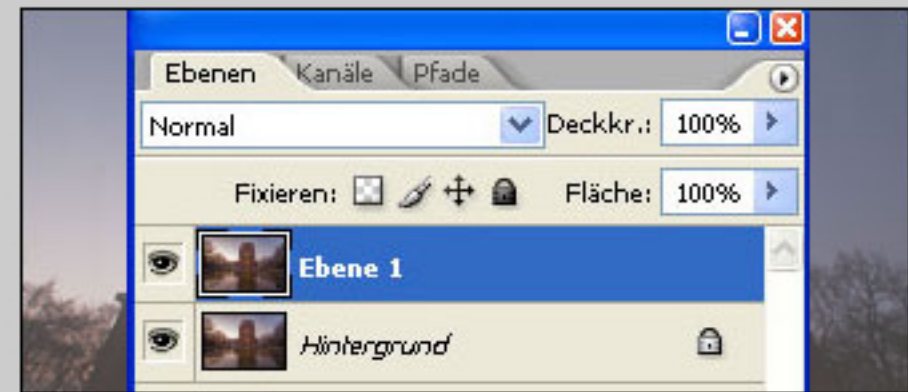 Ebenen Kanäle Pfade
Normal Deckkr.: 100%
Fixieren: Fläche: 100%
Ebene 1
Hintergrund